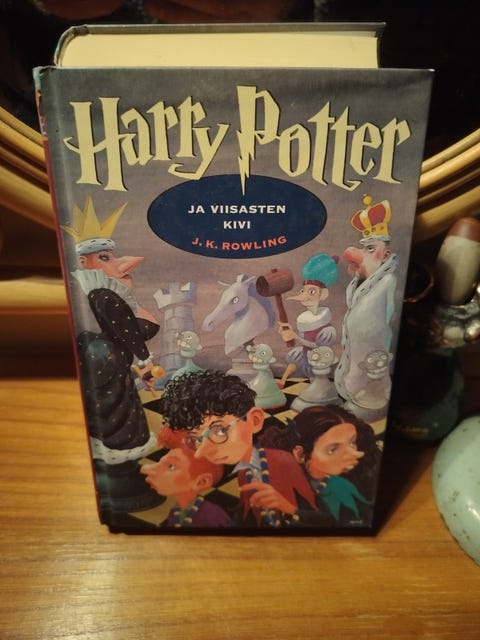 Harry Potter
JA VIISASTEN
KIVI
J. K. ROWLING